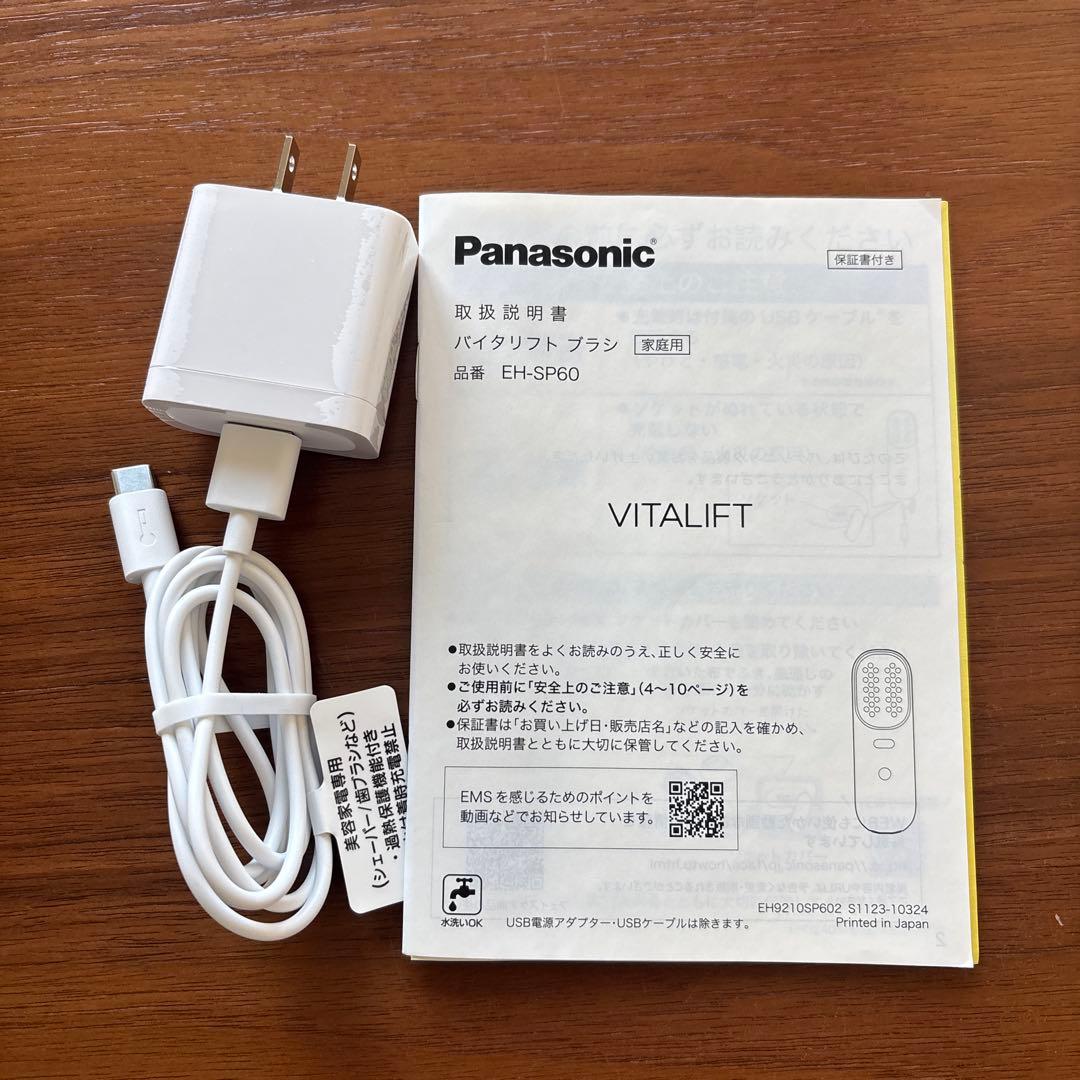 Panasonic®
保証書付き
取扱説明書
バイタリフト ブラシ 家庭用
品番 EH-SP60
VITALIFT
●取扱説明書をよくお読みのうえ、正しく安全に
お使いください。
●ご使用前に「安全上のご注意」(4〜10ページ)を
必ずお読みください。
●保証書は「お買い上げ日・販売店名」などの記入を確かめ、
取扱説明書とともに大切に保管してください。
EMSを感じるためのポイントを
動画などでお知らせしています。
水洗いOK
USB電源アダプター・USBケーブルは除きます。
EH9210SP602 S1123-10324
Printed in Japan
美容家電専用
(シェーバー/歯ブラシなど)
・過熱保護機能付き
付着時充電禁止